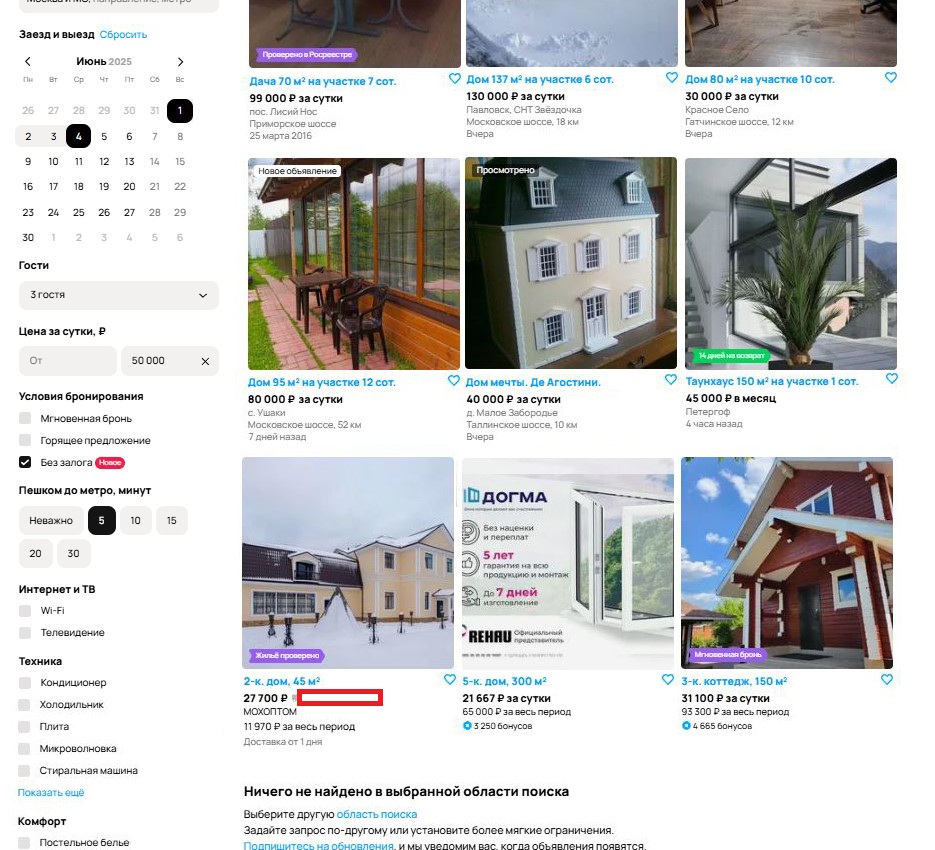 Москва и МО, направление, метро
Заезд и выезд Сбросить
Июнь 2025
Пн Вт Ср Чт Пт Сб Вс
26 27 28 29 30 31 1
2 3 4 5 6 7 8
9 10 11 12 13 14 15
16 17 18 19 20 21 22
23 24 25 26 27 28 29
30 1 2 3 4 5 6
Гости
3 гостя
Цена за сутки, ₽
От
50 000
Условия бронирования
Мгновенная бронь
Горящее предложение
Без залога Новое
Пешком до метро, минут
Неважно 5 10 15
20 30
Интернет и ТВ
Wi-Fi
Телевидение
Техника
Кондиционер
Холодильник
Плита
Микроволновка
Стиральная машина
Показать ещё
Комфорт
Постельное белье
Проверено в Росреестре
Дача 70 м² на участке 7 сот.
99 000 ₽ за сутки
пос. Лисий Нос
Приморское шоссе
25 марта 2016
Дом 137 м² на участке 6 сот.
130 000 ₽ за сутки
Павловск, СНТ Звёздочка
Московское шоссе, 18 км
Вчера
Дом 80 м² на участке 10 сот.
30 000 ₽ за сутки
Красное Село
Гатчинское шоссе, 12 км
Вчера
Новое объявление
Дом 95 м² на участке 12 сот.
80 000 ₽ за сутки
с. Ушаки
Московское шоссе, 52 км
7 дней назад
Просмотрено
Дом мечты. Де Агостини.
40 000 ₽ за сутки
д. Малое Забородье
Таллинское шоссе, 10 км
Вчера
14 дней на возврат
Таунхаус 150 м² на участке 1 сот.
45 000 ₽ в месяц
Петергоф
4 часа назад
Жильё проверено
2-к. дом, 45 м²
27 700 ₽
МОХОПТОМ
11 970 ₽ за весь период
Доставка от 1 дня
ДОГМА
Без наценки
и переплат
5 лет
гарантия на всю
продукцию и монтаж
До 7 дней
изготовление
REHAU Официальный
представитель
5-к. дом, 300 м²
21 667 ₽ за сутки
65 000 ₽ за весь период
3 250 бонусов
Мгновенная бронь
3-к. коттедж, 150 м²
31 100 ₽ за сутки
93 300 ₽ за весь период
4 665 бонусов
Ничего не найдено в выбранной области поиска
Выберите другую область поиска
Задайте запрос по-другому или установите более мягкие ограничения.
Подпишитесь на обновления, и мы уведомим вас, когда объявления появятся.